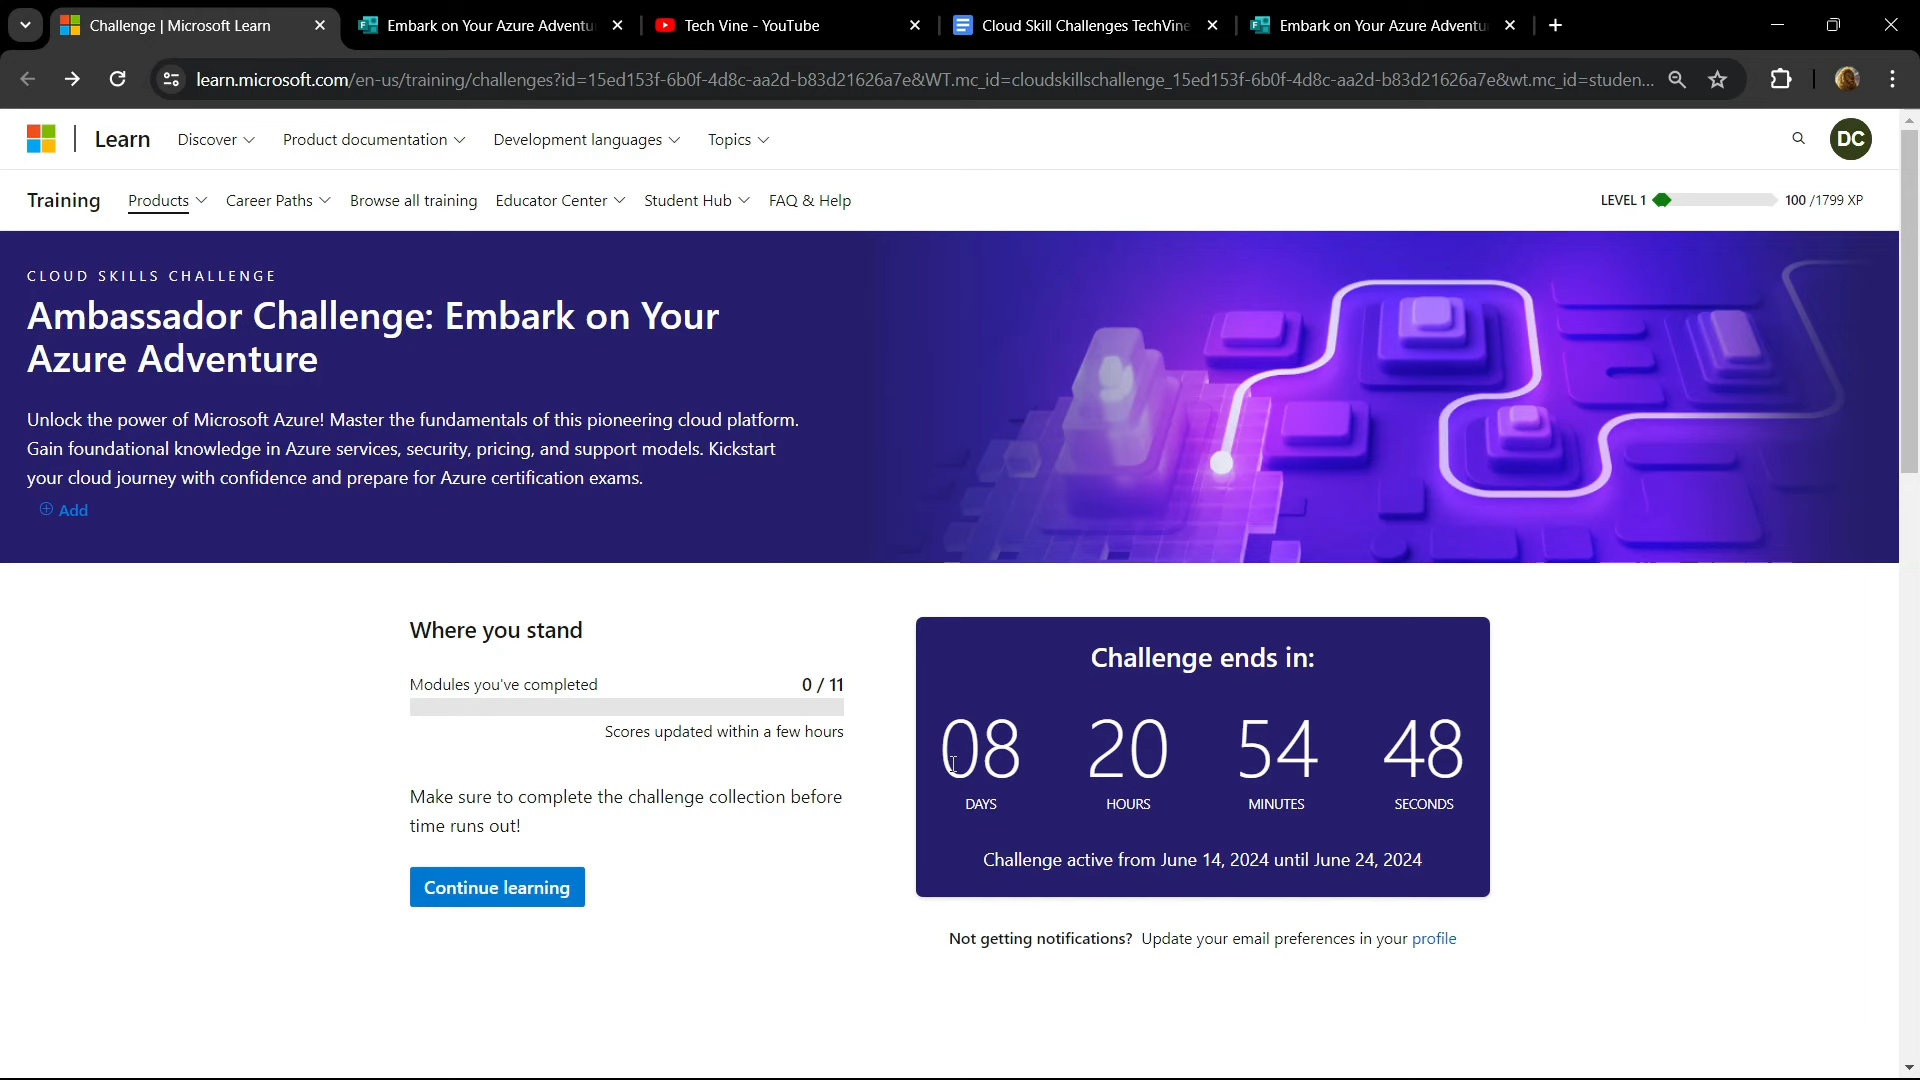 Challenge | Microsoft Learn
Embark on Your Azure Adventu
Tech Vine - YouTube
Cloud Skill Challenges TechVine
Embark on Your Azure Adventu
learn.microsoft.com/en-us/training/challenges?id=15ed153f-6b0f-4d8c-aa2d-b83d21626a7e&WT.mc_id=cloudskillschallenge_15ed153f-6b0f-4d8c-aa2d-b83d21626a7e&wt.mc_id=studen...
Learn Discover Product documentation Development languages Topics DC
Training Products Career Paths Browse all training Educator Center Student Hub FAQ & Help LEVEL 1 100 /1799 XP
CLOUD SKILLS CHALLENGE
Ambassador Challenge: Embark on Your
Azure Adventure
Unlock the power of Microsoft Azure! Master the fundamentals of this pioneering cloud platform.
Gain foundational knowledge in Azure services, security, pricing, and support models. Kickstart
your cloud journey with confidence and prepare for Azure certification exams.
Add
Where you stand
Modules you've completed 0 / 11
Scores updated within a few hours
Make sure to complete the challenge collection before
time runs out!
Continue learning
Challenge ends in:
08 20 54 48
DAYS HOURS MINUTES SECONDS
Challenge active from June 14, 2024 until June 24, 2024
Not getting notifications? Update your email preferences in your profile